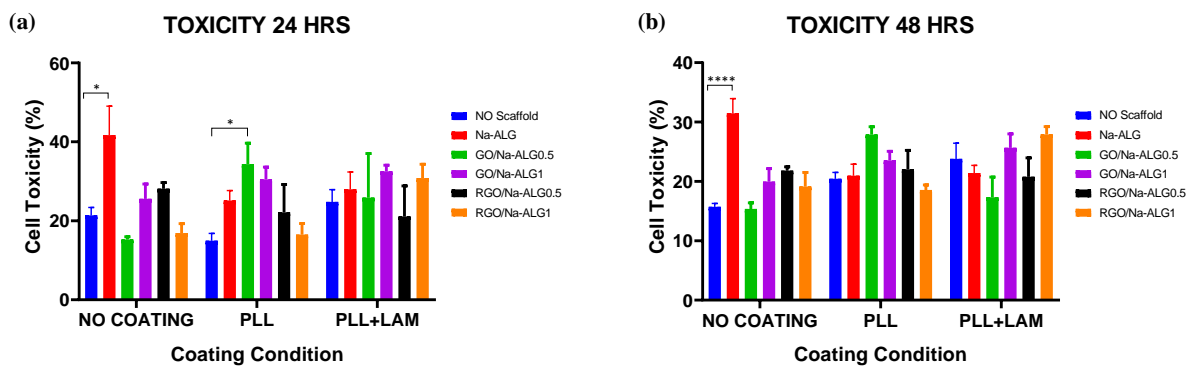 (a)
TOXICITY 24 HRS
Cell Toxicity (%)
60
40
20
0
*
*
NO COATING
PLL
PLL+LAM
Coating Condition
NO Scaffold
Na-ALG
GO/Na-ALG0.5
GO/Na-ALG1
RGO/Na-ALG0.5
RGO/Na-ALG1
(b)
TOXICITY 48 HRS
Cell Toxicity (%)
40
30
20
10
0
****
NO COATING
PLL
PLL+LAM
Coating Condition
NO Scaffold
Na-ALG
GO/Na-ALG0.5
GO/Na-ALG1
RGO/Na-ALG0.5
RGO/Na-ALG1